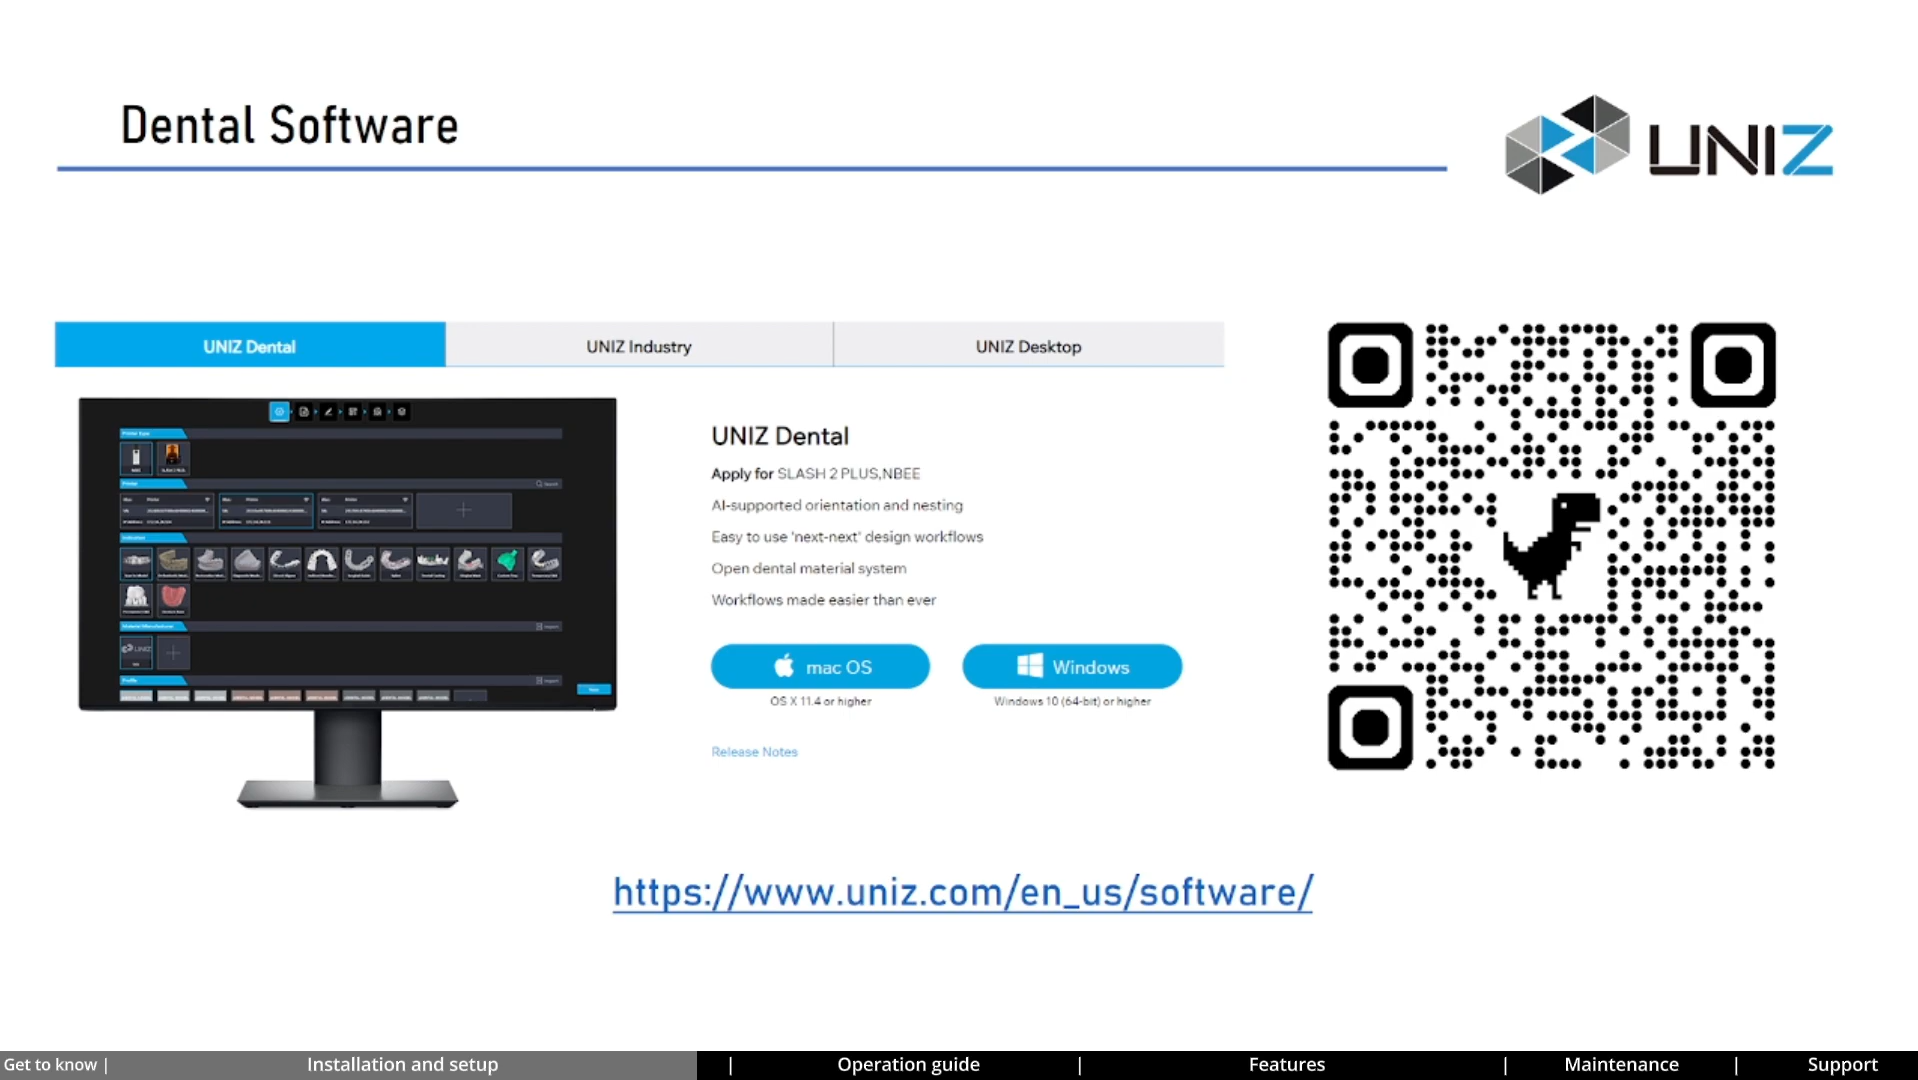 Dental Software
UNIZ
UNIZ Dental
UNIZ Industry
UNIZ Desktop
UNIZ Dental
Apply for SLASH 2 PLUS,NBEE
AI-supported orientation and nesting
Easy to use 'next-next' design workflows
Open dental material system
Workflows made easier than ever
mac OS
Windows
OS X 11.4 or higher
Windows 10 (64-bit) or higher
Release Notes
https://www.uniz.com/en_us/software/
Get to know | Installation and setup | Operation guide | Features | Maintenance | Support